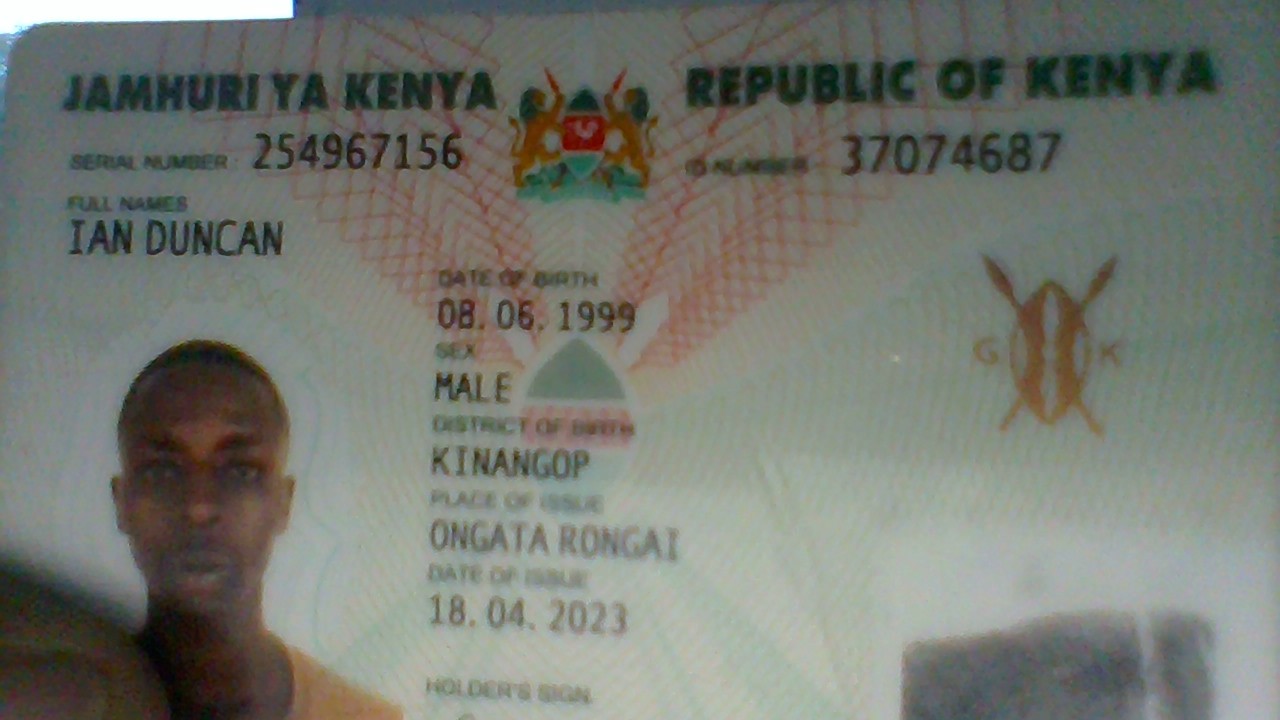 JAMHURI YA KENYA
REPUBLIC OF KENYA
SERIAL NUMBER: 254967156
ID NUMBER: 37074687
FULL NAMES
IAN DUNCAN
DATE OF BIRTH
08. 06. 1999
SEX
MALE
G K
DISTRICT OF BIRTH
KINANGOP
PLACE OF ISSUE
ONGATA RONGAI
DATE OF ISSUE
18. 04. 2023
HOLDER'S SIGN.